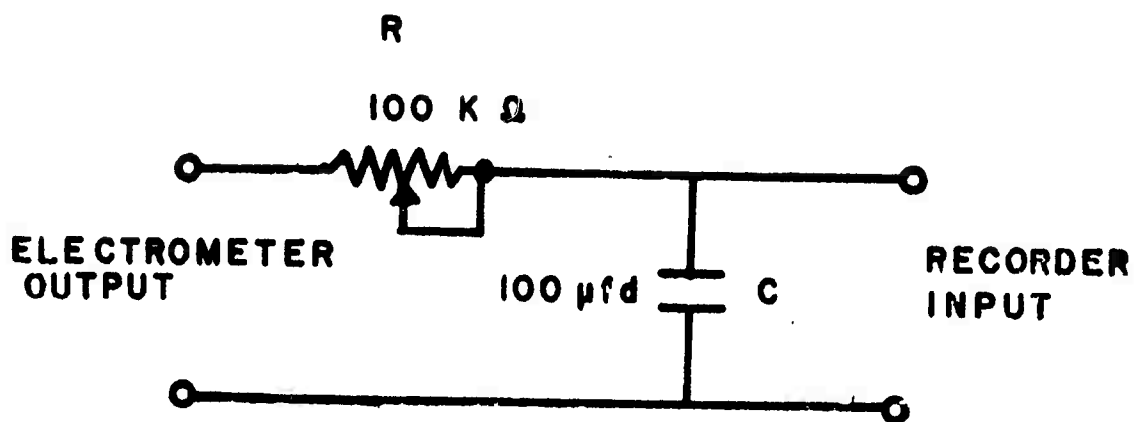 R
100 K Ω
ELECTROMETER
OUTPUT
100 µfd
C
RECORDER
INPUT